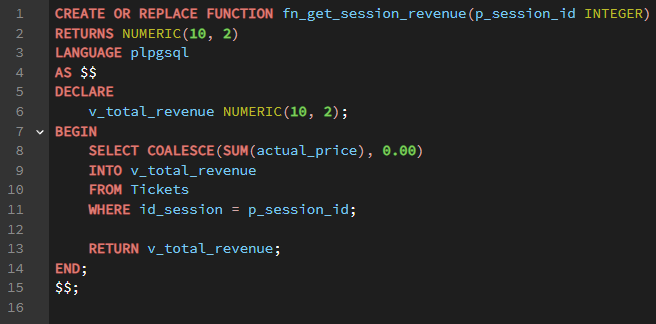 1 CREATE OR REPLACE FUNCTION fn_get_session_revenue(p_session_id INTEGER)
2 RETURNS NUMERIC(10, 2)
3 LANGUAGE plpgsql
4 AS $$
5 DECLARE
6     v_total_revenue NUMERIC(10, 2);
7 BEGIN
8     SELECT COALESCE(SUM(actual_price), 0.00)
9     INTO v_total_revenue
10     FROM Tickets
11     WHERE id_session = p_session_id;
12
13     RETURN v_total_revenue;
14 END;
15 $$;
16